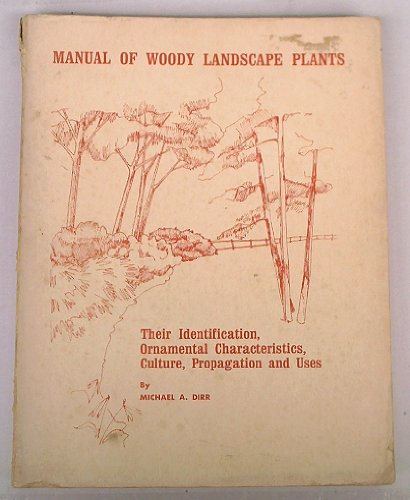 MANUAL OF WOODY LANDSCAPE PLANTS
Their Identification,
Ornamental Characteristics,
Culture, Propagation and Uses
By
MICHAEL A. DIRR